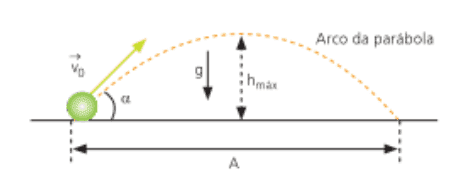 Arco da parábola
v₀
g
hmáx
α
A